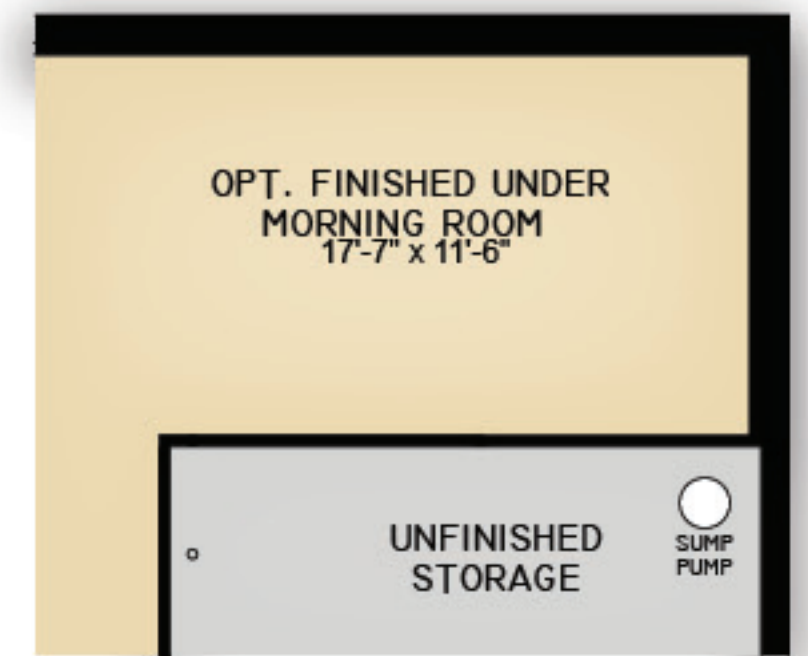 OPT. FINISHED UNDER
MORNING ROOM
17'-7" x 11'-6"
UNFINISHED
STORAGE
SUMP
PUMP